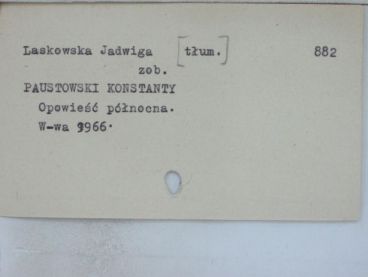 Laskowska Jadwiga [tłum.] 882
zob.
PAUSTOWSKI KONSTANTY
Opowieść północna.
W-wa 1966.